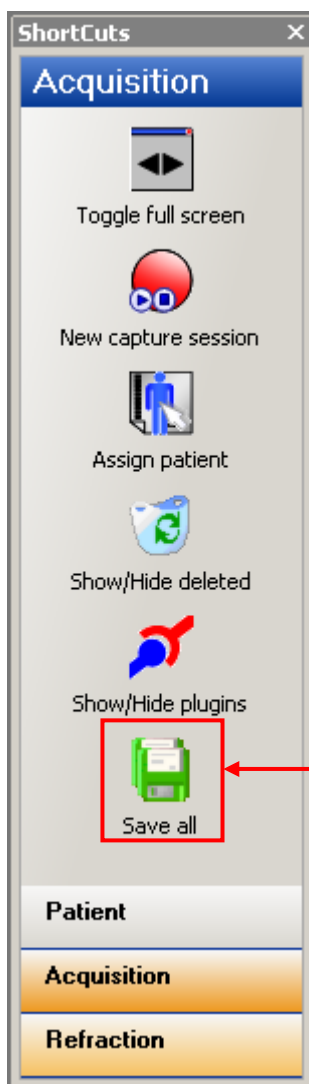 ShortCuts
Acquisition
Toggle full screen
New capture session
Assign patient
Show/Hide deleted
Show/Hide plugins
Save all
Patient
Acquisition
Refraction